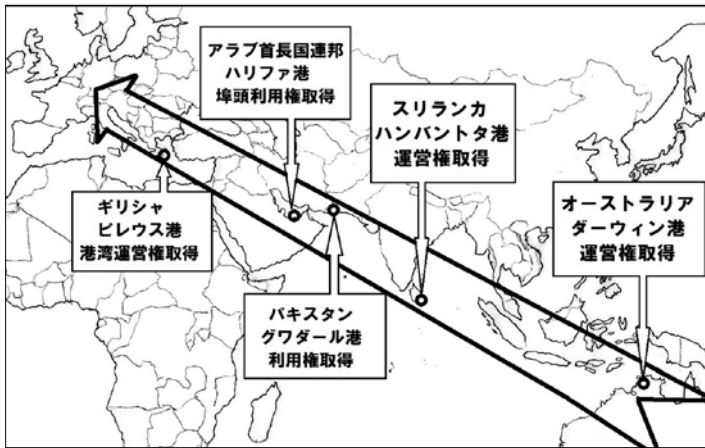 アラブ首長国連邦
ハリファ港
埠頭利用権取得
スリランカ
ハンバントタ港
運営権取得
オーストラリア
ダーウィン港
運営権取得
ギリシャ
ピレウス港
港湾運営権取得
パキスタン
グワダール港
利用権取得